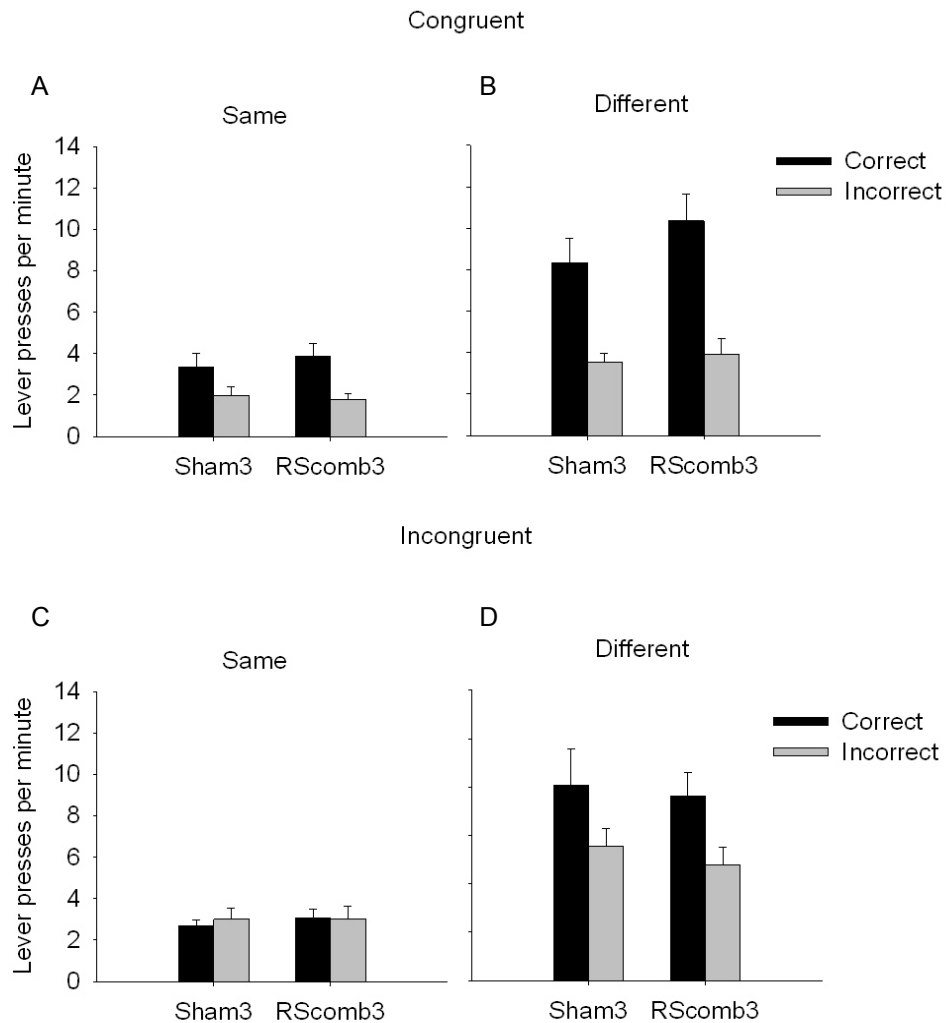 Congruent
A
B
Same
Different
14
12
10
8
6
4
2
0
Lever presses per minute
Correct
Incorrect
Sham3 RScomb3
Sham3 RScomb3
Incongruent
C
D
Same
Different
14
12
10
8
6
4
2
0
Lever presses per minute
Correct
Incorrect
Sham3 RScomb3
Sham3 RScomb3